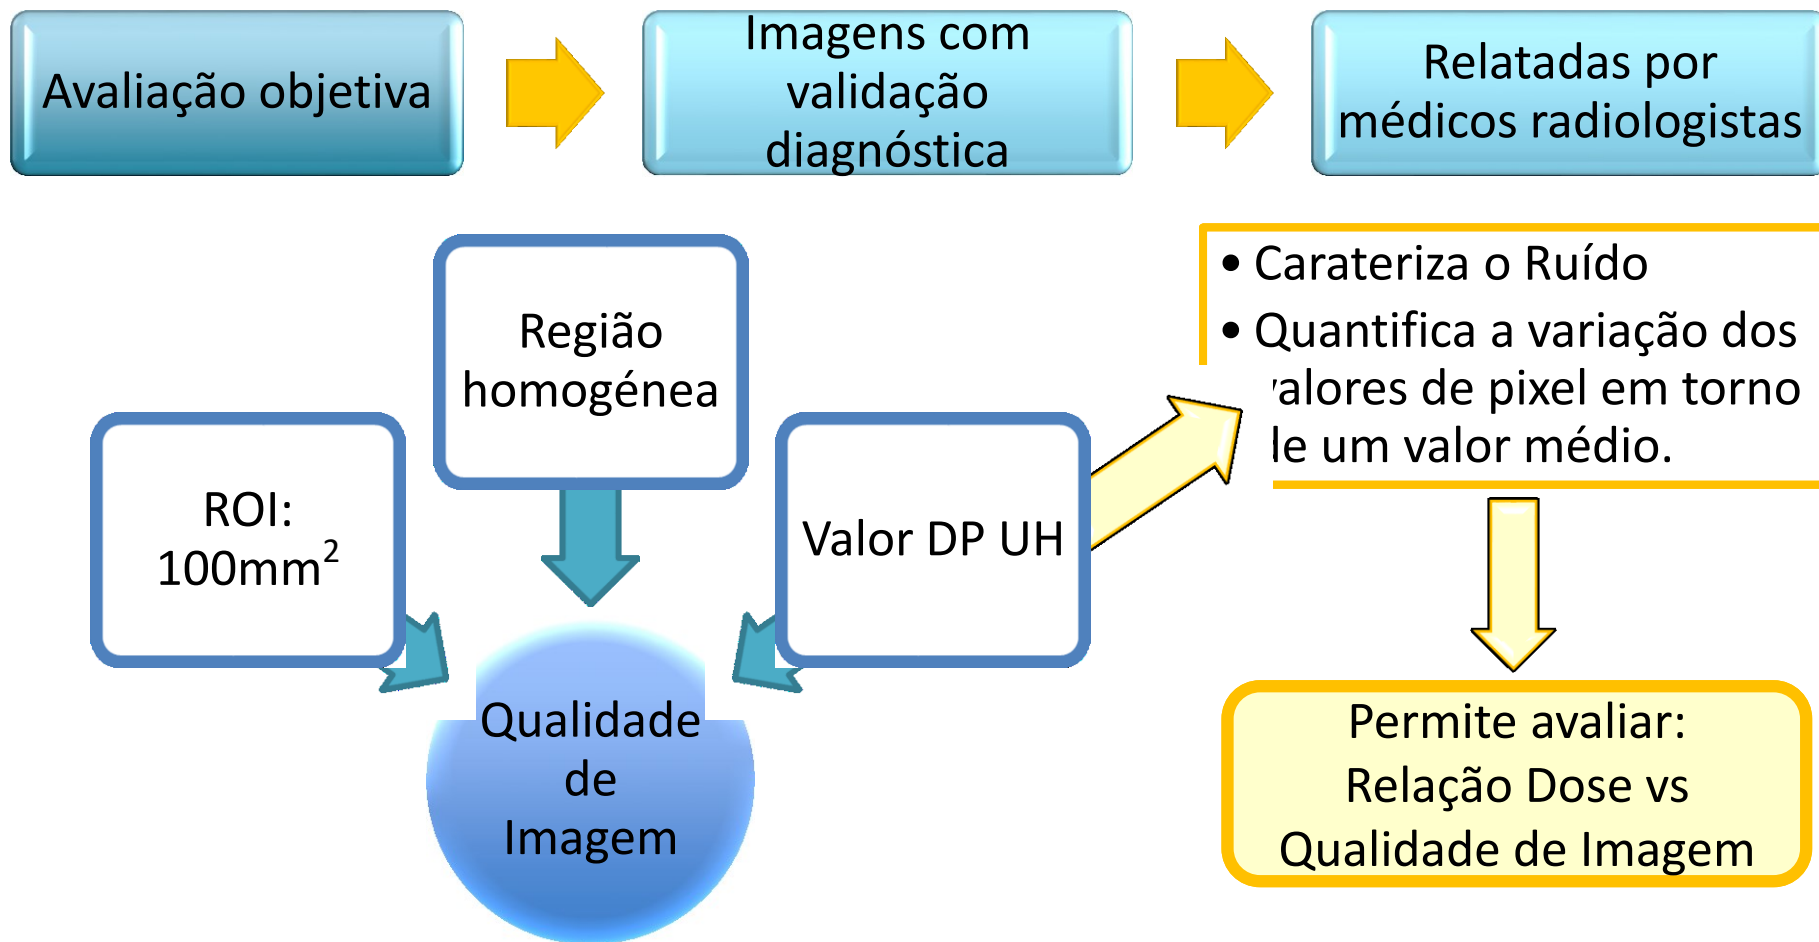 Avaliação objetiva
Imagens com
validação
diagnóstica
Relatadas por
médicos radiologistas
Região
homogénea
ROI:
100mm²
Valor DP UH
Qualidade
de
Imagem
• Carateriza o Ruído
• Quantifica a variação dos
alores de pixel em torno
le um valor médio.
Permite avaliar:
Relação Dose vs
Qualidade de Imagem